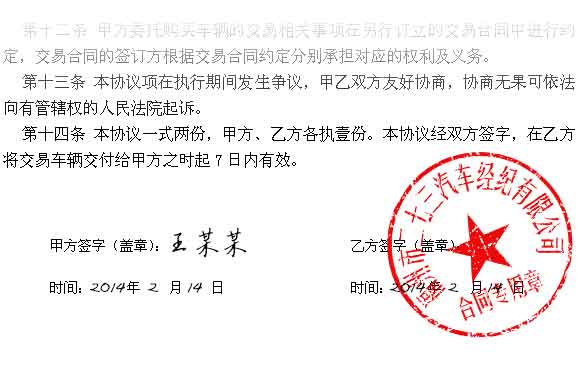 第十二条 甲方委托购买车辆的交易相关事项在另行订立的交易合同中进行约
定，交易合同的签订方根据交易合同约定分别承担对应的权利及义务。
第十三条 本协议项在执行期间发生争议，甲乙双方友好协商，协商无果可依法
向有管辖权的人民法院起诉。
第十四条 本协议一式两份，甲方、乙方各执壹份。本协议经双方签字，在乙方
将交易车辆交付给甲方之时起 7 日内有效。
甲方签字（盖章）：王某某
乙方签字（盖章）
时间：2014年 2 月 14 日
时间：2014年 2 月 14 日
州市二七三汽车经纪有限公司
合同专用章